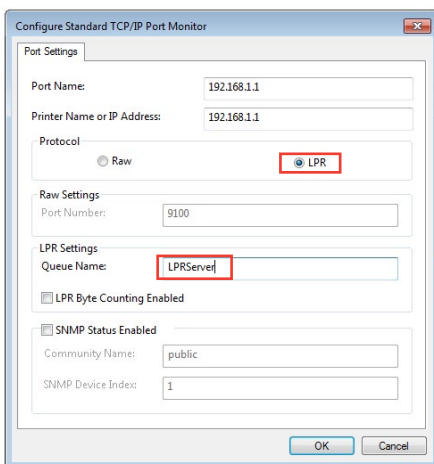 Configure Standard TCP/IP Port Monitor
Port Settings
Port Name: 192.168.1.1
Printer Name or IP Address: 192.168.1.1
Protocol
Raw LPR
Raw Settings
Port Number: 9100
LPR Settings
Queue Name: LPRServer
LPR Byte Counting Enabled
SNMP Status Enabled
Community Name: public
SNMP Device Index: 1
OK Cancel